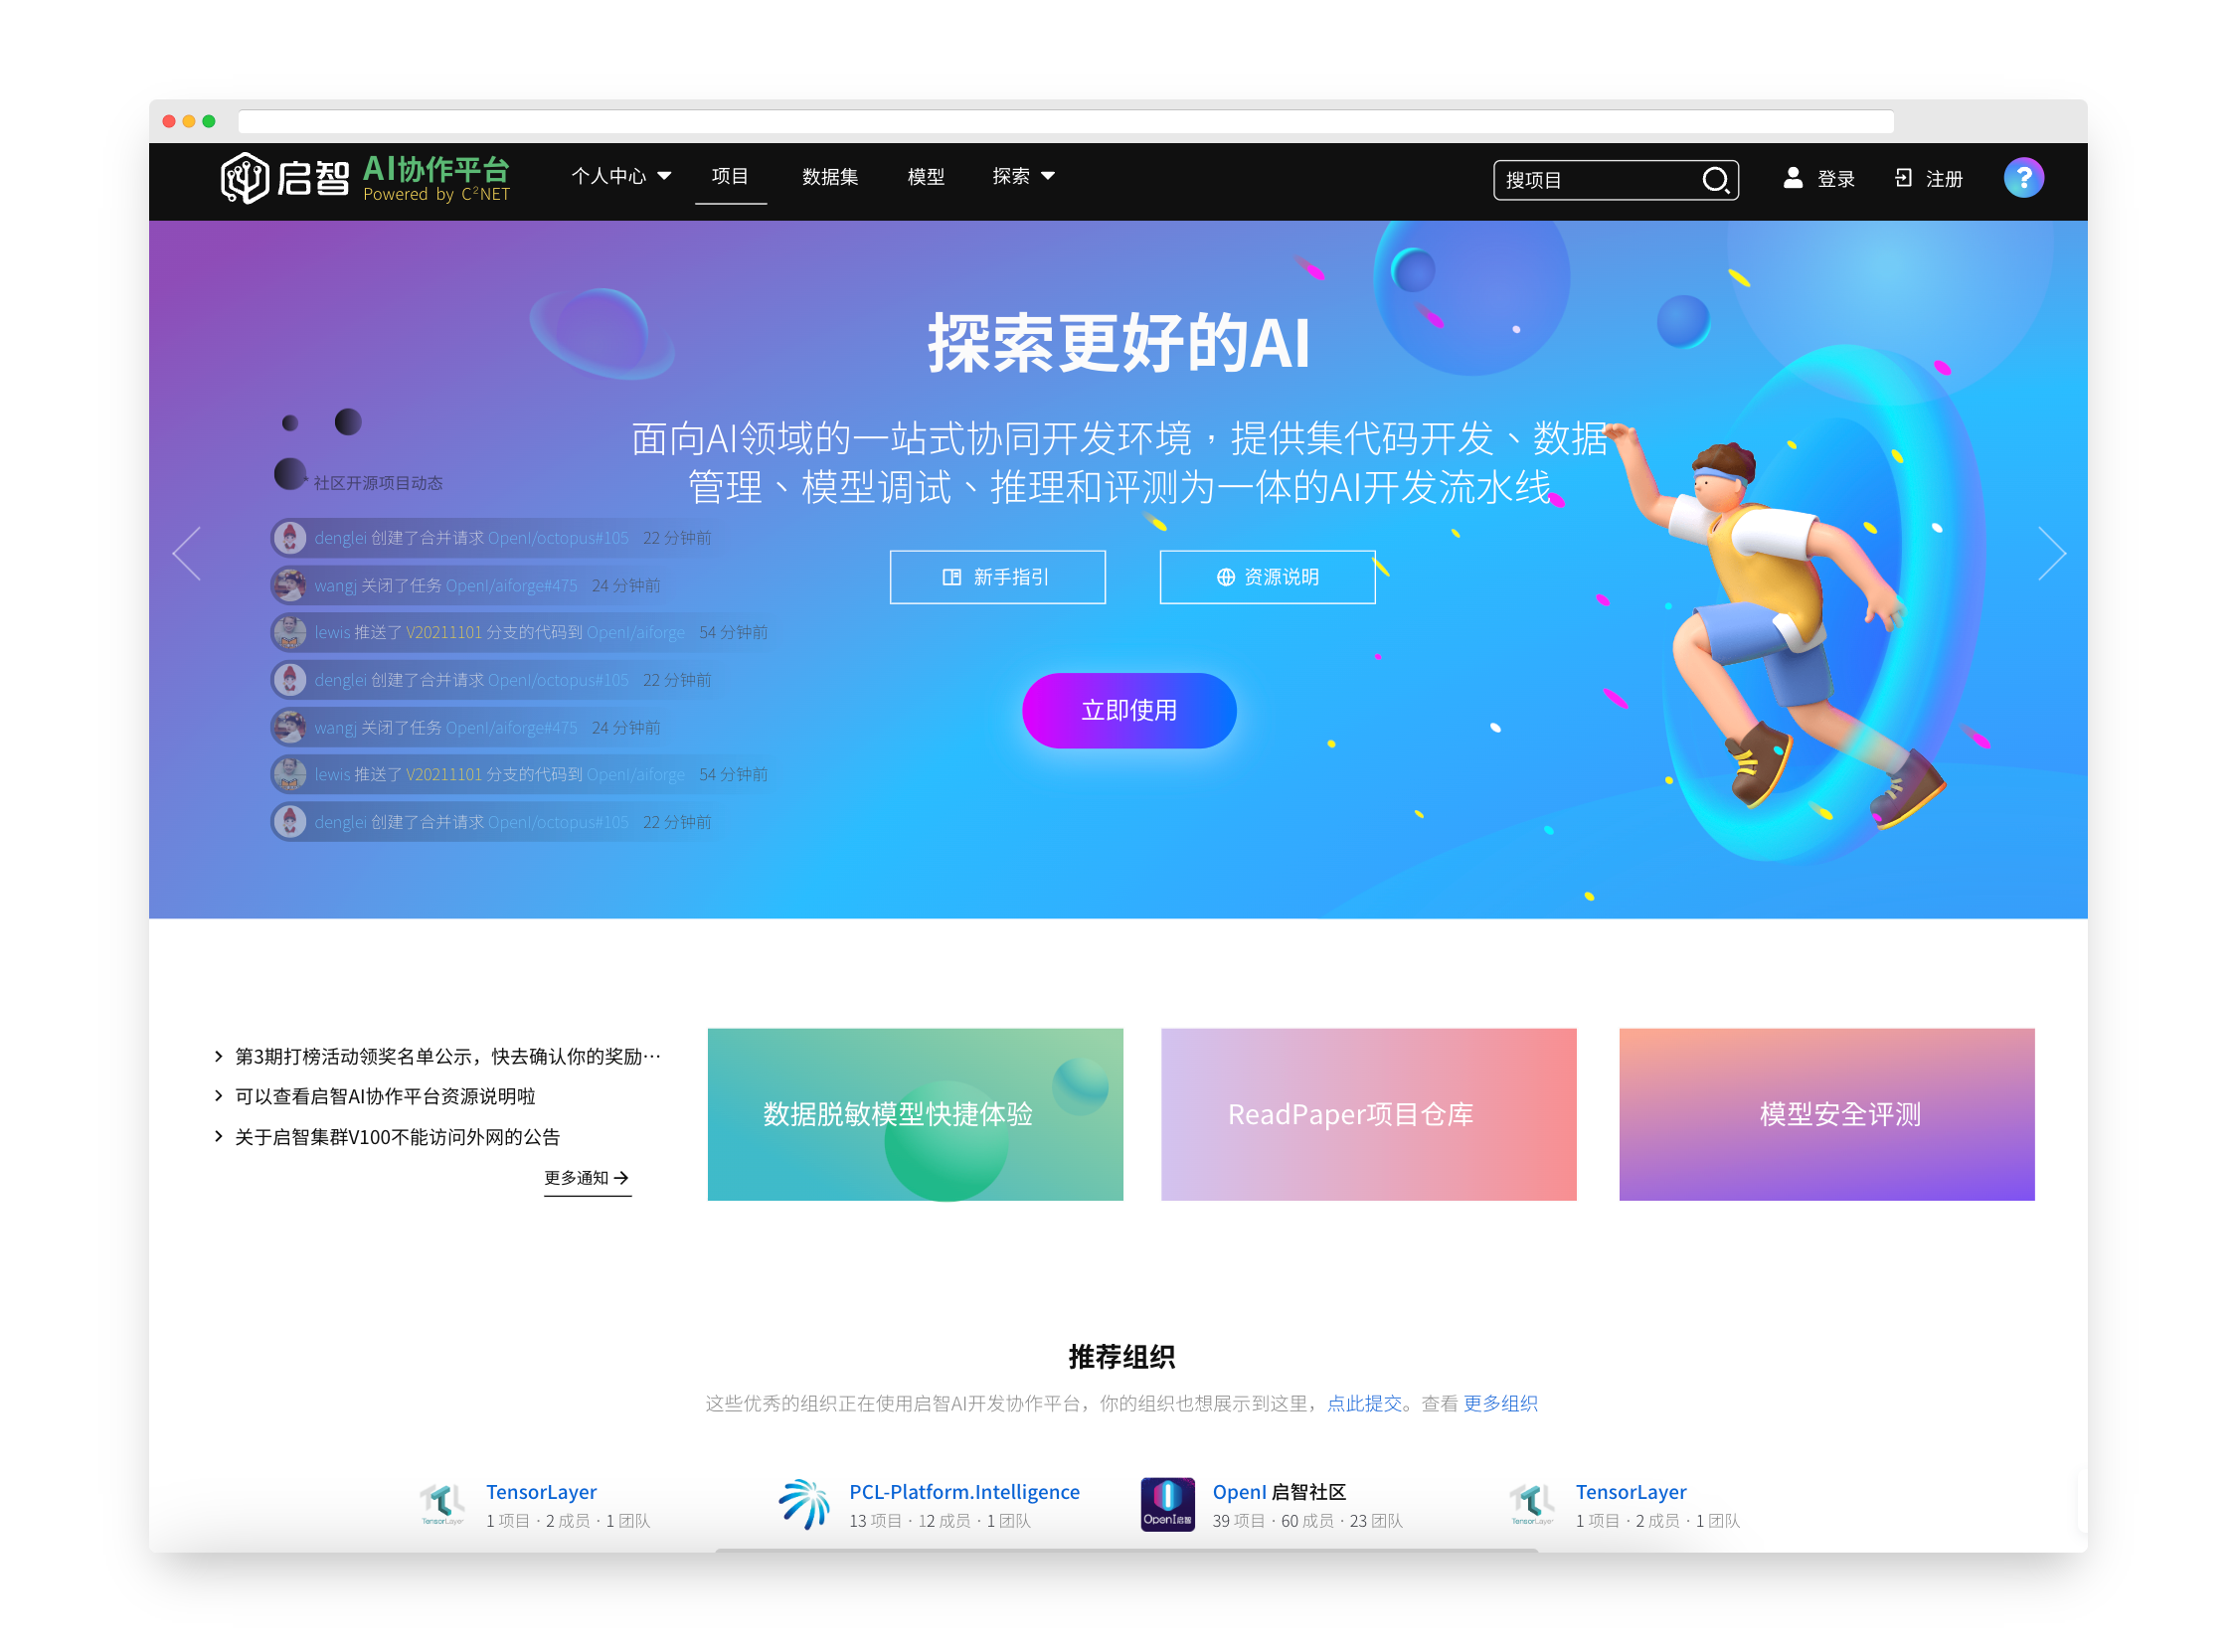 启智 AI协作平台
Powered by C²NET
个人中心 项目 数据集 模型 探索
搜项目
登录 注册 ?
探索更好的AI
面向AI领域的一站式协同开发环境，提供集代码开发、数据
管理、模型调试、推理和评测为一体的AI开发流水线
新手指引 资源说明
立即使用
* 社区开源项目动态
denglei 创建了合并请求 OpenI/octopus#105 22 分钟前
wangj 关闭了任务 OpenI/aiforge#475 24 分钟前
lewis 推送了 V20211101 分支的代码到 OpenI/aiforge 54 分钟前
denglei 创建了合并请求 OpenI/octopus#105 22 分钟前
wangj 关闭了任务 OpenI/aiforge#475 24 分钟前
lewis 推送了 V20211101 分支的代码到 OpenI/aiforge 54 分钟前
denglei 创建了合并请求 OpenI/octopus#105 22 分钟前
第3期打榜活动领奖名单公示，快去确认你的奖励…
可以查看启智AI协作平台资源说明啦
关于启智集群V100不能访问外网的公告
更多通知
数据脱敏模型快捷体验
ReadPaper项目仓库
模型安全评测
推荐组织
这些优秀的组织正在使用启智AI开发协作平台，你的组织也想展示到这里，点此提交。查看 更多组织
TensorLayer
TensorLayer
1 项目 · 2 成员 · 1 团队
PCL-Platform.Intelligence
13 项目 · 12 成员 · 1 团队
OpenI启智
OpenI 启智社区
39 项目 · 60 成员 · 23 团队
TensorLayer
TensorLayer
1 项目 · 2 成员 · 1 团队